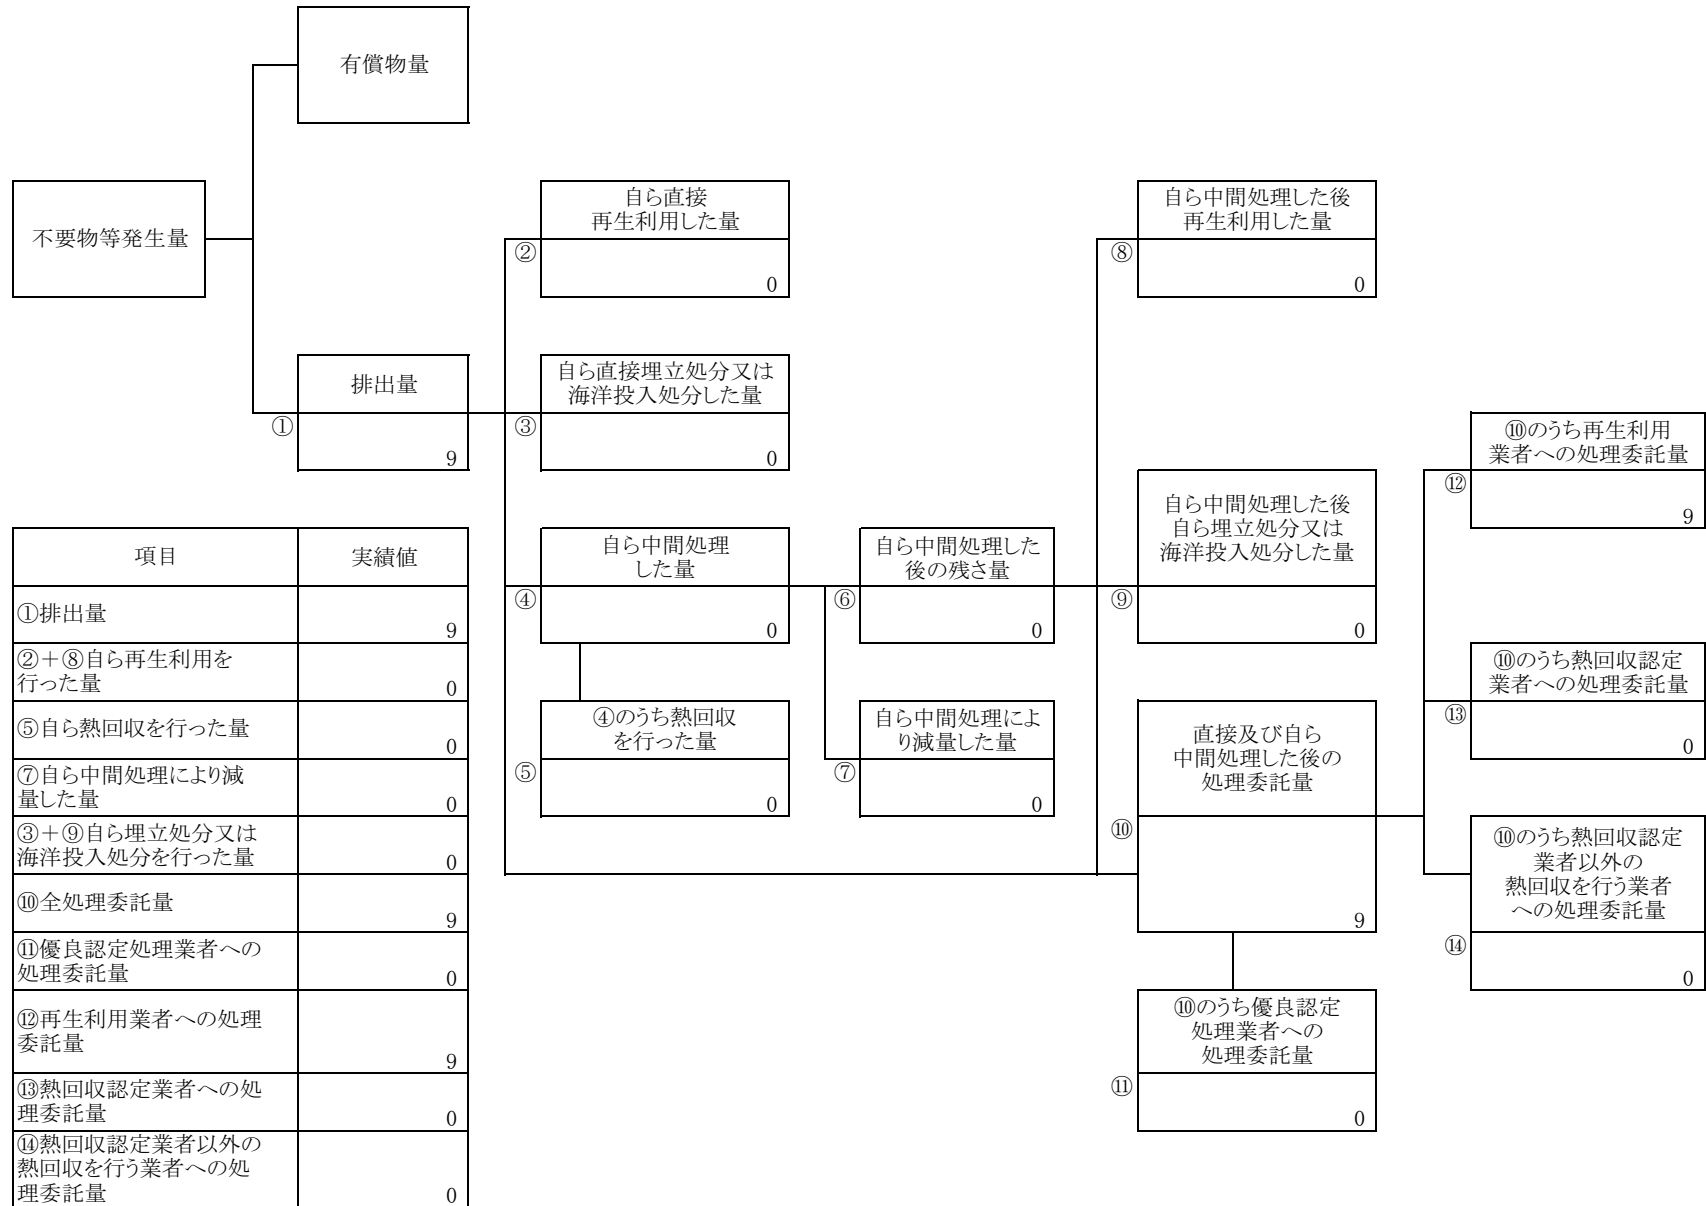 有償物量
不要物等発生量
自ら直接
再生利用した量
②
0
自ら中間処理した後
再生利用した量
⑧
0
排出量
①
9
自ら直接埋立処分又は
海洋投入処分した量
③
0
⑩のうち再生利用
業者への処理委託量
⑫
9
自ら中間処理
した量
④
0
自ら中間処理した
後の残さ量
⑥
0
自ら中間処理した後
自ら埋立処分又は
海洋投入処分した量
⑨
0
⑩のうち熱回収認定
業者への処理委託量
⑬
0
④のうち熱回収
を行った量
⑤
0
自ら中間処理によ
り減量した量
⑦
0
直接及び自ら
中間処理した後の
処理委託量
⑩
9
⑩のうち熱回収認定
業者以外の
熱回収を行う業者
への処理委託量
⑭
0
⑩のうち優良認定
処理業者への
処理委託量
⑪
0
項目 実績値
①排出量
9
②+⑧自ら再生利用を
行った量
0
⑤自ら熱回収を行った量
0
⑦自ら中間処理により減
量した量
0
③+⑨自ら埋立処分又は
海洋投入処分を行った量
0
⑩全処理委託量
9
⑪優良認定処理業者への
処理委託量
0
⑫再生利用業者への処理
委託量
9
⑬熱回収認定業者への処
理委託量
0
⑭熱回収認定業者以外の
熱回収を行う業者への処
理委託量
0